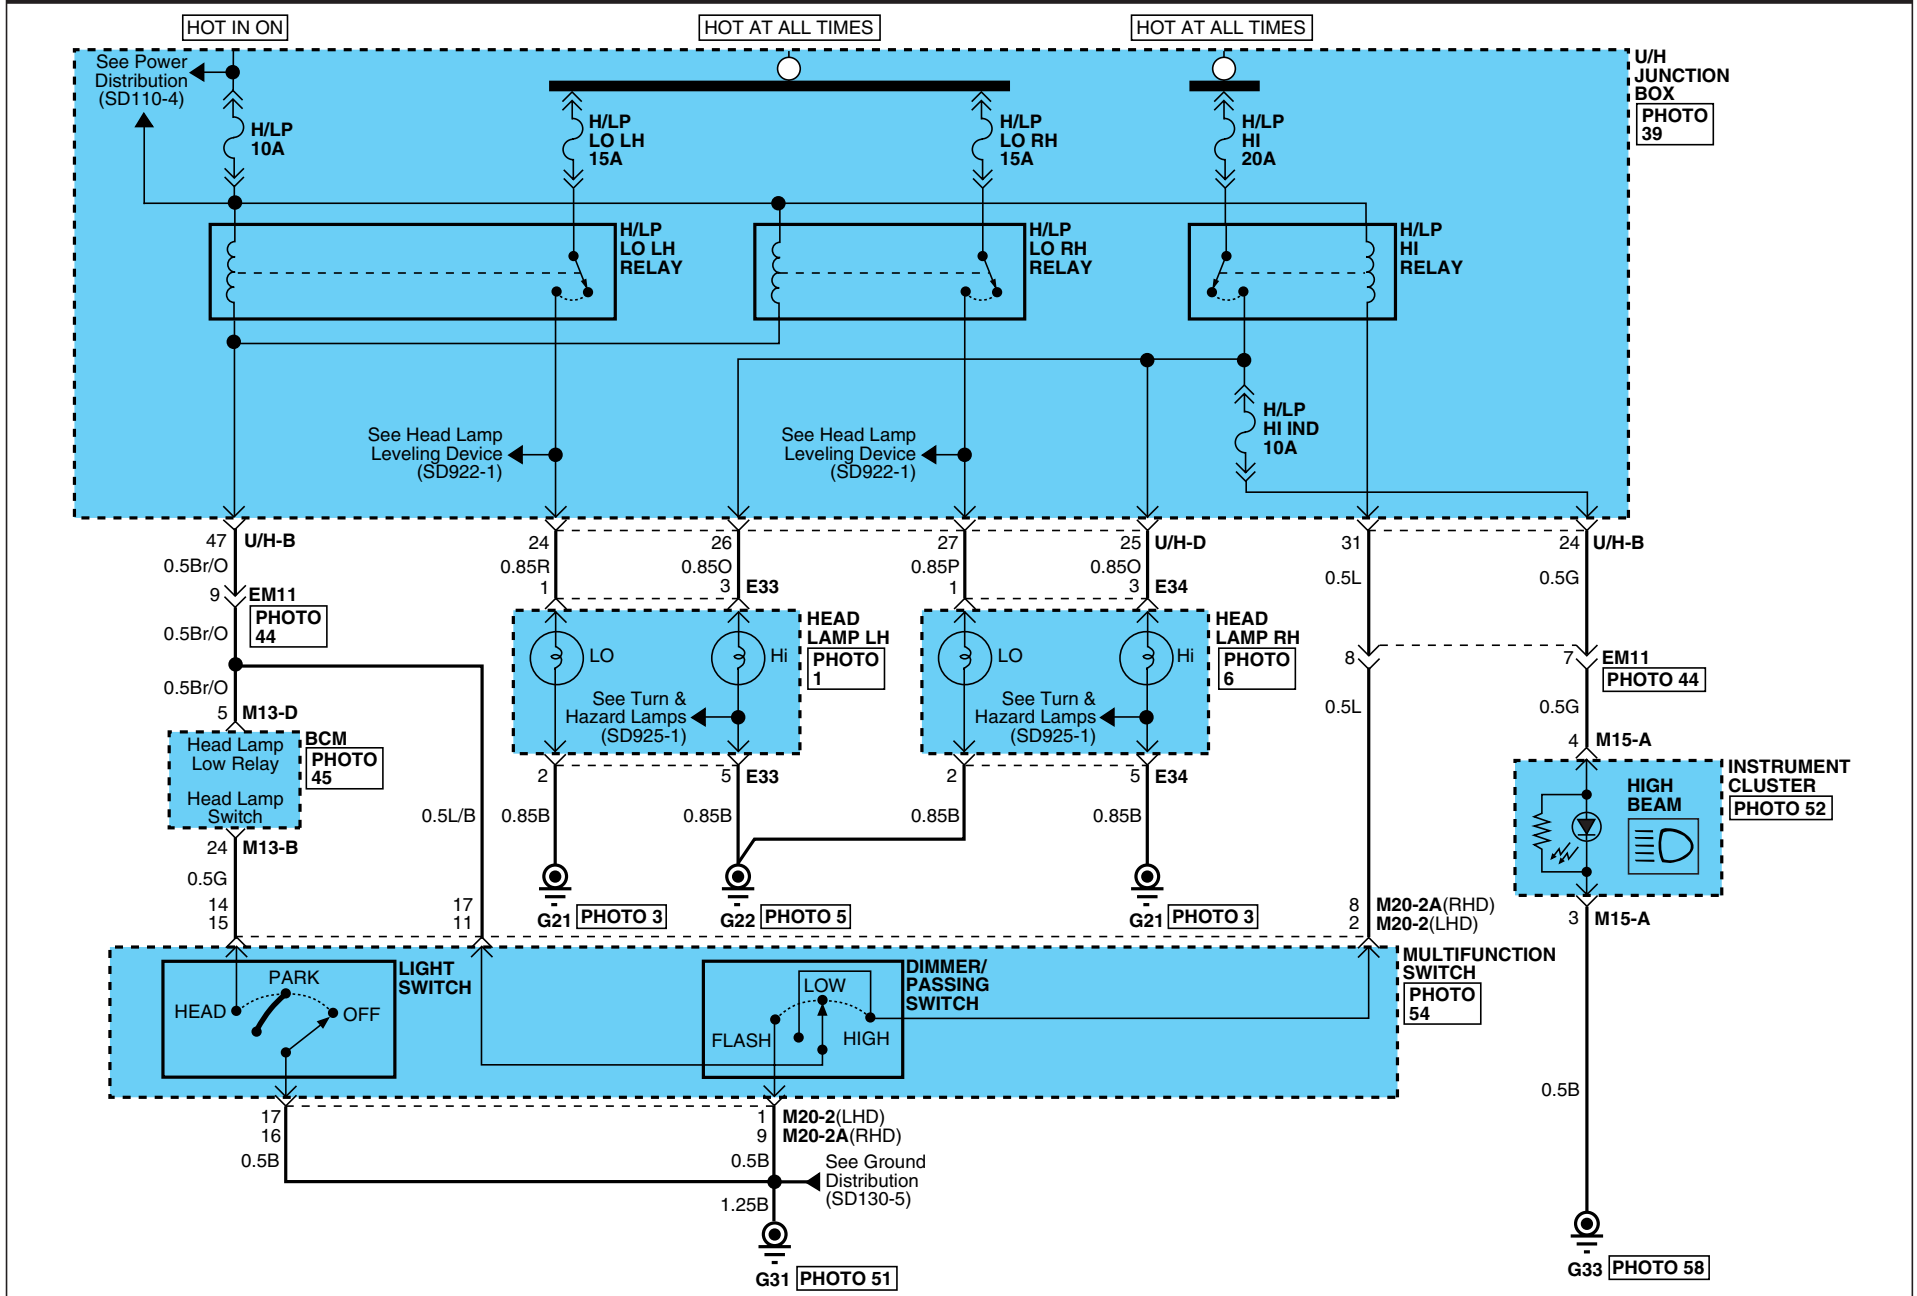 HOT IN ON
HOT AT ALL TIMES
HOT AT ALL TIMES
See Power
Distribution
(SD110-4)
H/LP
10A
H/LP
LO LH
15A
H/LP
LO RH
15A
H/LP
HI
20A
U/H
JUNCTION
BOX
PHOTO
39
H/LP
LO LH
RELAY
H/LP
LO RH
RELAY
H/LP
HI
RELAY
See Head Lamp
Leveling Device
(SD922-1)
See Head Lamp
Leveling Device
(SD922-1)
H/LP
HI IND
10A
47 U/H-B
24
26
27
25 U/H-D
31
24 U/H-B
0.5Br/O
0.85R
0.85O
0.85P
0.85O
0.5L
0.5G
9 EM11
PHOTO
44
1
3 E33
1
3 E34
0.5Br/O
HEAD
LAMP LH
PHOTO
1
LO
Hi
See Turn &
Hazard Lamps
(SD925-1)
HEAD
LAMP RH
PHOTO
6
LO
Hi
See Turn &
Hazard Lamps
(SD925-1)
8
7 EM11
PHOTO 44
0.5Br/O
0.5L
0.5G
5 M13-D
Head Lamp
Low Relay
Head Lamp
Switch
BCM
PHOTO
45
2
5 E33
2
5 E34
4 M15-A
INSTRUMENT
CLUSTER
PHOTO 52
HIGH
BEAM
0.5L/B
0.85B
0.85B
0.85B
0.85B
24 M13-B
0.5G
14
15
17
11
G21 PHOTO 3
G22 PHOTO 5
G21 PHOTO 3
8 M20-2A(RHD)
2 M20-2(LHD)
3 M15-A
MULTIFUNCTION
SWITCH
PHOTO
54
LIGHT
SWITCH
HEAD
PARK
OFF
DIMMER/
PASSING
SWITCH
LOW
FLASH
HIGH
0.5B
17
16
0.5B
1 M20-2(LHD)
9 M20-2A(RHD)
0.5B
See Ground
Distribution
(SD130-5)
1.25B
G31 PHOTO 51
G33 PHOTO 58